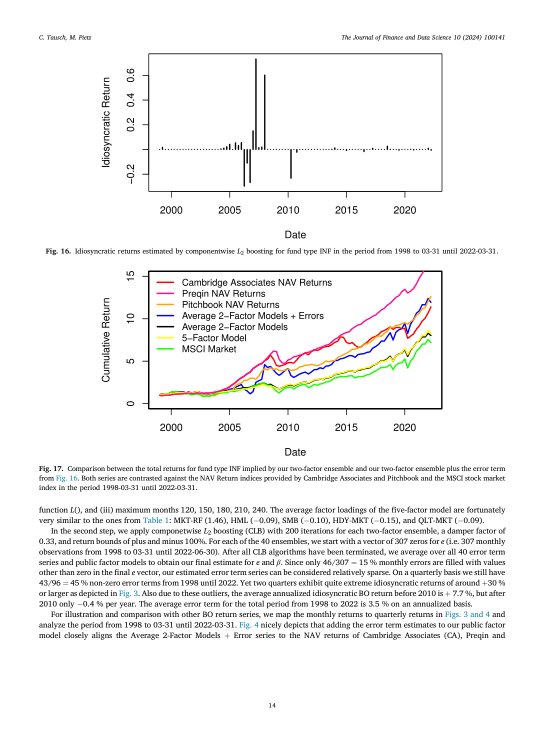 C. Tausch, M. Pietz
The Journal of Finance and Data Science 10 (2024) 100141
0.6
0.4
0.2
−0.2
Idiosyncratic Return
2000 2005 2010 2015 2020
Date
Fig. 16. Idiosyncratic returns estimated by componentwise L2 boosting for fund type INF in the period from 1998 to 03-31 until 2022-03-31.
15
10
5
0
Cumulative Return
Cambridge Associates NAV Returns
Preqin NAV Returns
Pitchbook NAV Returns
Average 2−Factor Models + Errors
Average 2−Factor Models
5−Factor Model
MSCI Market
2000 2005 2010 2015 2020
Date
Fig. 17. Comparison between the total returns for fund type INF implied by our two-factor ensemble and our two-factor ensemble plus the error term
from Fig. 16. Both series are contrasted against the NAV Return indices provided by Cambridge Associates and Pitchbook and the MSCI stock market
index in the period 1998-03-31 until 2022-03-31.
function L(), and (iii) maximum months 120, 150, 180, 210, 240. The average factor loadings of the five-factor model are fortunately
very similar to the ones from Table 1: MKT-RF (1.46), HML (−0.09), SMB (−0.10), HDY-MKT (−0.15), and QLT-MKT (−0.09).
In the second step, we apply componetwise L2 boosting (CLB) with 200 iterations for each two-factor ensemble, a damper factor of
0.33, and return bounds of plus and minus 100%. For each of the 40 ensembles, we start with a vector of 307 zeros for e (i.e. 307 monthly
observations from 1998 to 03-31 until 2022-06-30). After all CLB algorithms have been terminated, we average over all 40 error term
series and public factor models to obtain our final estimate for e and β. Since only 46/307 = 15 % monthly errors are filled with values
other than zero in the final e vector, our estimated error term series can be considered relatively sparse. On a quarterly basis we still have
43/96 = 45 % non-zero error terms from 1998 until 2022. Yet two quarters exhibit quite extreme idiosyncratic returns of around +30 %
or larger as depicted in Fig. 3. Also due to these outliers, the average annualized idiosyncratic BO return before 2010 is + 7.7 %, but after
2010 only −0.4 % per year. The average error term for the total period from 1998 to 2022 is 3.5 % on an annualized basis.
For illustration and comparison with other BO return series, we map the monthly returns to quarterly returns in Figs. 3 and 4 and
analyze the period from 1998 to 03-31 until 2022-03-31. Fig. 4 nicely depicts that adding the error term estimates to our public factor
model closely aligns the Average 2-Factor Models + Error series to the NAV returns of Cambridge Associates (CA), Preqin and
14